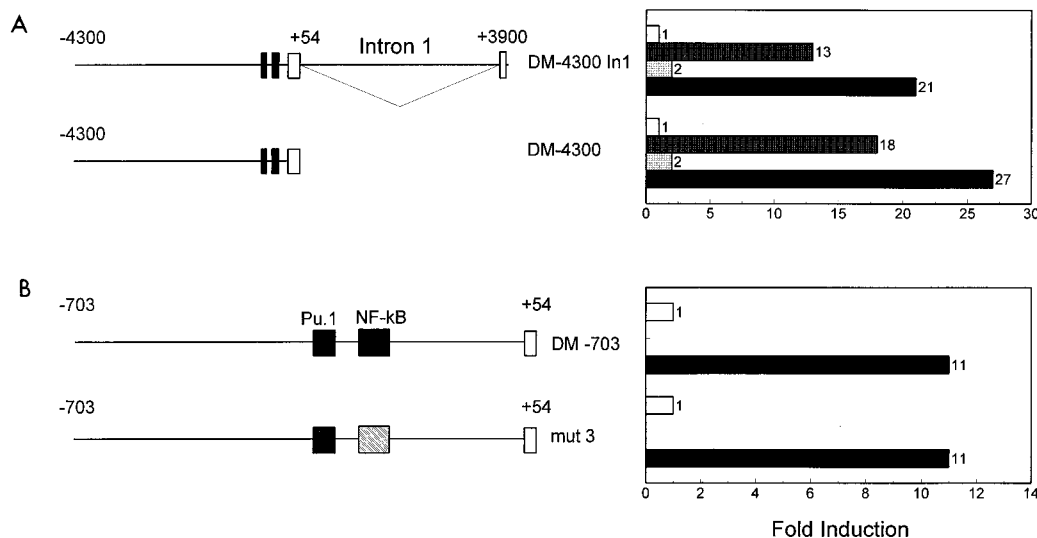 A
-4300
+54
Intron 1
+3900
DM-4300 In1
1
13
2
21
-4300
DM-4300
1
18
2
27
0 5 10 15 20 25 30
B
-703
+54
Pu.1
NF-kB
DM -703
1
11
-703
+54
mut 3
1
11
0 2 4 6 8 10 12 14
Fold Induction